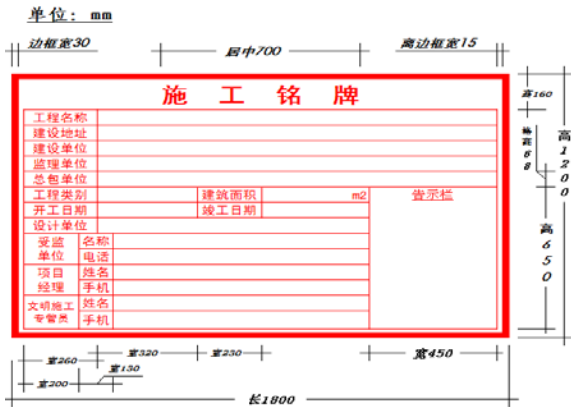 单位: mm
边框宽30
居中700
离边框宽15
施 工 铭 牌
高160
工程名称
建设地址
建设单位
监理单位
总包单位
格高68
高1200
工程类别 建筑面积 m2 告示栏
开工日期 竣工日期
设计单位
高650
受监单位 名称
电话
项目经理 姓名
手机
文明施工专管员 姓名
手机
宽260
宽320
宽230
宽450
宽130
宽200
长1800